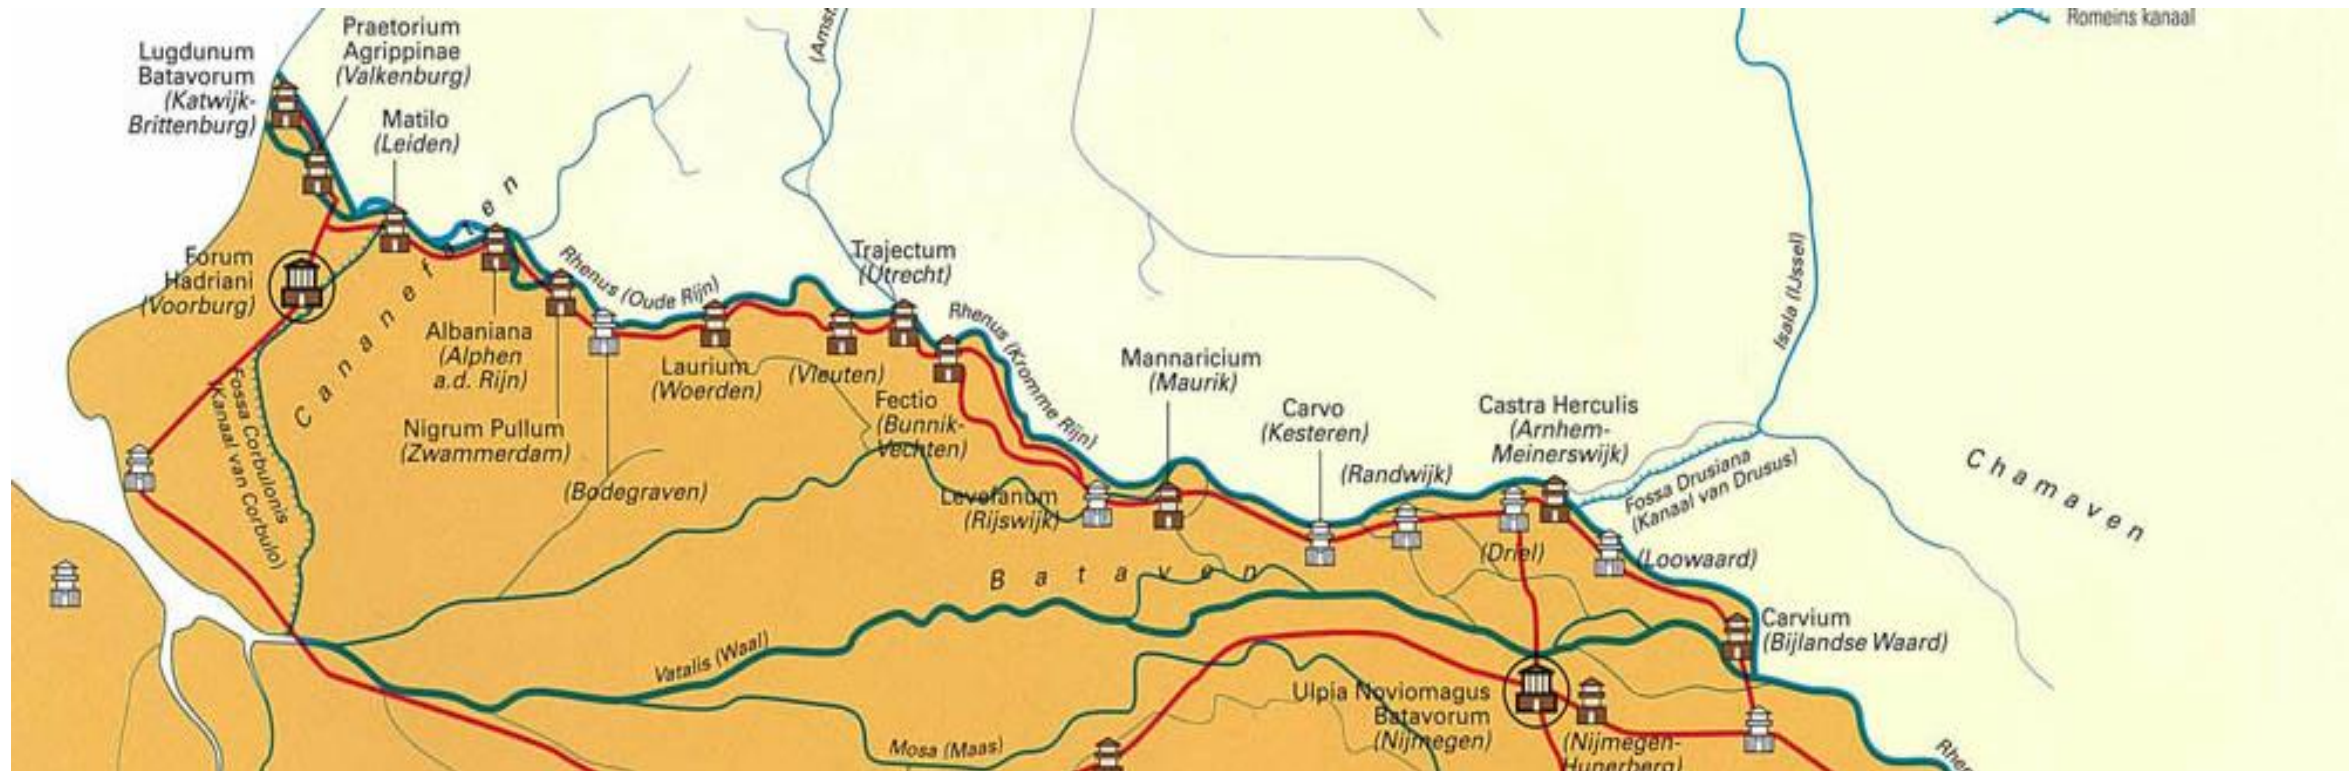 Romeins kanaal
Praetorium
Agrippinae
(Valkenburg)
Lugdunum
Batavorum
(Katwijk-
Brittenburg)
Matilo
(Leiden)
(Amst.
Cananefaten
Forum
Hadriani
(Voorburg)
Rhenus (Oude Rijn)
Trajectum
(Utrecht)
Issala (IJssel)
Albaniana
(Alphen
a.d. Rijn)
Laurium
(Woerden)
(Vleuten)
Rhenus (Kromme Rijn)
Mannaricium
(Maurik)
Fossa Corbulonis
(Kanaal van Corbulo)
Nigrum Pullum
(Zwammerdam)
Fectio
(Bunnik-
Vechten)
Carvo
(Kesteren)
Castra Herculis
(Arnhem-
Meinerswijk)
(Bodegraven)
Levefanum
(Rijswijk)
(Randwijk)
Fossa Drusiana
(Kanaal van Drusus)
Chamaven
(Driel)
(Loowaard)
Bataven
Carvium
(Bijlandse Waard)
Vatalis (Waal)
Ulpia Noviomagus
Batavorum
(Nijmegen)
Mosa (Maas)
(Nijmegen-
Hunerberg)